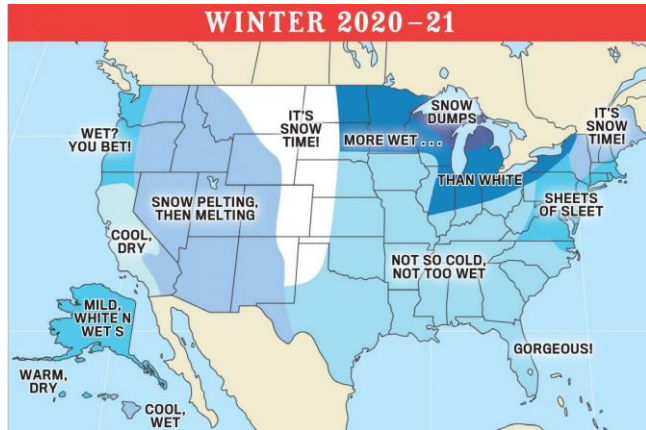 WINTER 2020–21
SNOW
DUMPS
IT'S
SNOW
TIME!
IT'S
SNOW
TIME!
WET?
YOU BET!
MORE WET . . .
THAN WHITE
SNOW PELTING,
THEN MELTING
SHEETS
OF SLEET
COOL,
DRY
NOT SO COLD,
NOT TOO WET
MILD,
WHITE N
WET S
GORGEOUS!
WARM,
DRY
COOL,
WET